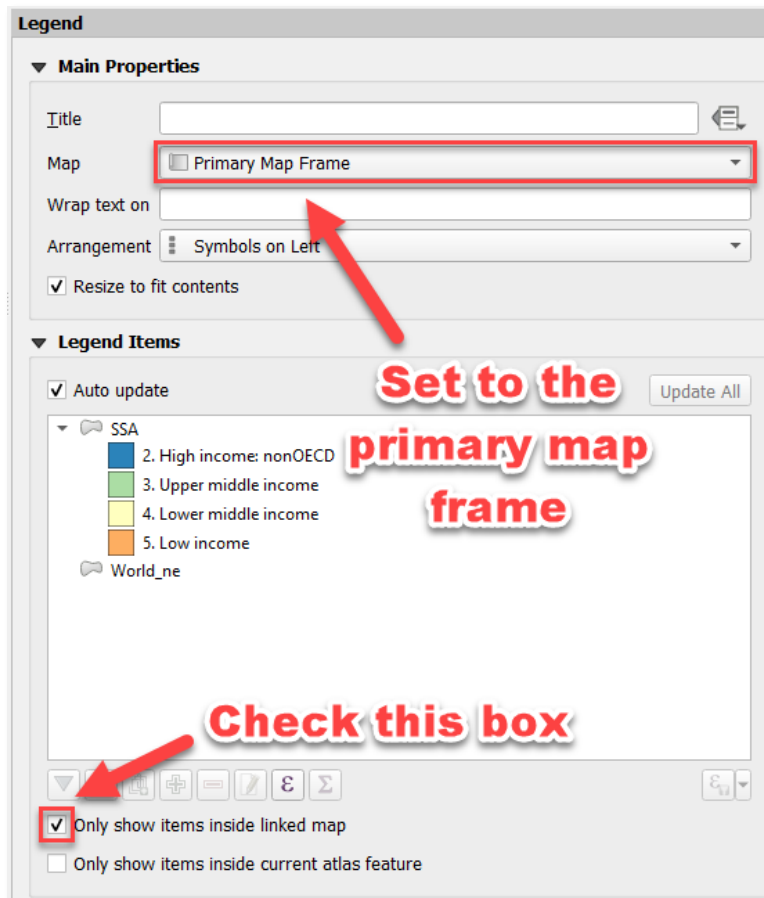 Legend
Main Properties
Title
Map Primary Map Frame
Wrap text on
Arrangement Symbols on Left
Resize to fit contents
Legend Items
Auto update
Update All
Set to the
primary map
frame
SSA
2. High income: nonOECD
3. Upper middle income
4. Lower middle income
5. Low income
World_ne
Check this box
ε Σ ε
Only show items inside linked map
Only show items inside current atlas feature